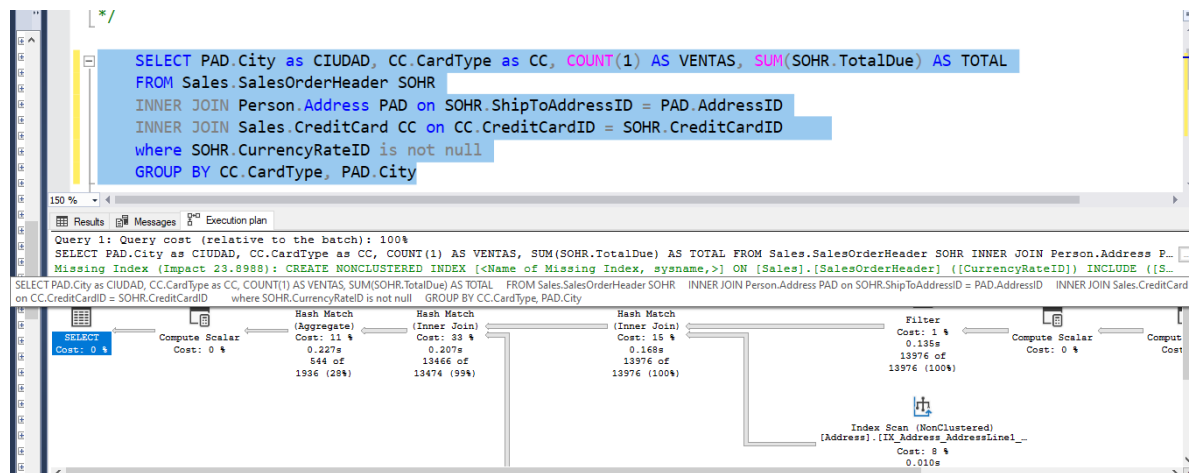 */
SELECT PAD.City as CIUDAD, CC.CardType as CC, COUNT(1) AS VENTAS, SUM(SOHR.TotalDue) AS TOTAL
FROM Sales.SalesOrderHeader SOHR
INNER JOIN Person.Address PAD on SOHR.ShipToAddressID = PAD.AddressID
INNER JOIN Sales.CreditCard CC on CC.CreditCardID = SOHR.CreditCardID
where SOHR.CurrencyRateID is not null
GROUP BY CC.CardType, PAD.City
150 %
Results Messages Execution plan
Query 1: Query cost (relative to the batch): 100%
SELECT PAD.City as CIUDAD, CC.CardType as CC, COUNT(1) AS VENTAS, SUM(SOHR.TotalDue) AS TOTAL FROM Sales.SalesOrderHeader SOHR INNER JOIN Person.Address P…
Missing Index (Impact 23.8988): CREATE NONCLUSTERED INDEX [<Name of Missing Index, sysname,>] ON [Sales].[SalesOrderHeader] ([CurrencyRateID]) INCLUDE ([S…
SELECT PAD.City as CIUDAD, CC.CardType as CC, COUNT(1) AS VENTAS, SUM(SOHR.TotalDue) AS TOTAL FROM Sales.SalesOrderHeader SOHR INNER JOIN Person.Address PAD on SOHR.ShipToAddressID = PAD.AddressID INNER JOIN Sales.CreditCard
on CC.CreditCardID = SOHR.CreditCardID where SOHR.CurrencyRateID is not null GROUP BY CC.CardType, PAD.City
SELECT
Cost: 0 %
Compute Scalar
Cost: 0 %
Hash Match
(Aggregate)
Cost: 11 %
0.227s
544 of
1936 (28%)
Hash Match
(Inner Join)
Cost: 33 %
0.207s
13466 of
13474 (99%)
Hash Match
(Inner Join)
Cost: 15 %
0.168s
13976 of
13976 (100%)
Filter
Cost: 1 %
0.135s
13976 of
13976 (100%)
Compute Scalar
Cost: 0 %
Comput
Cost
Index Scan (NonClustered)
[Address].[IX_Address_AddressLine1_…
Cost: 8 %
0.010s